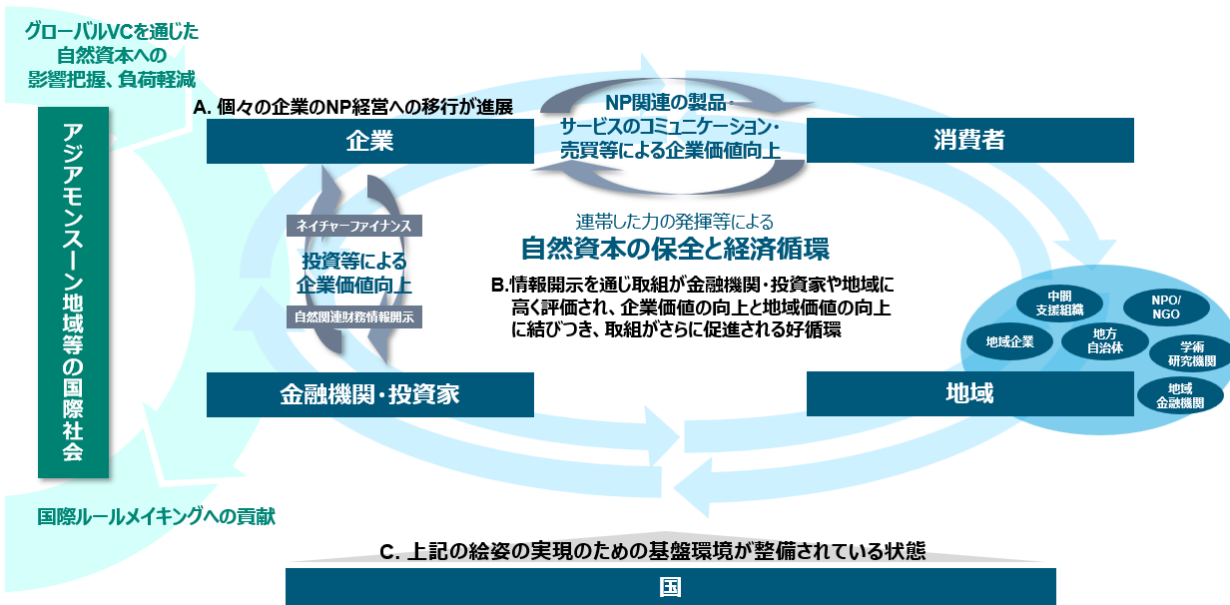 グローバルVCを通じた
自然資本への
影響把握、負荷軽減
アジアモンスーン地域等の国際社会
国際ルールメイキングへの貢献
A. 個々の企業のNP経営への移行が進展
企業
NP関連の製品・
サービスのコミュニケーション・
売買等による企業価値向上
消費者
ネイチャーファイナンス
投資等による
企業価値向上
自然関連財務情報開示
連帯した力の発揮等による
自然資本の保全と経済循環
B.情報開示を通じ取組が金融機関・投資家や地域に
高く評価され、企業価値の向上と地域価値の向上
に結びつき、取組がさらに促進される好循環
中間
支援組織
NPO/
NGO
地域企業
地方
自治体
学術
研究機関
地域
金融機関
金融機関・投資家
地域
C. 上記の絵姿の実現のための基盤環境が整備されている状態
国